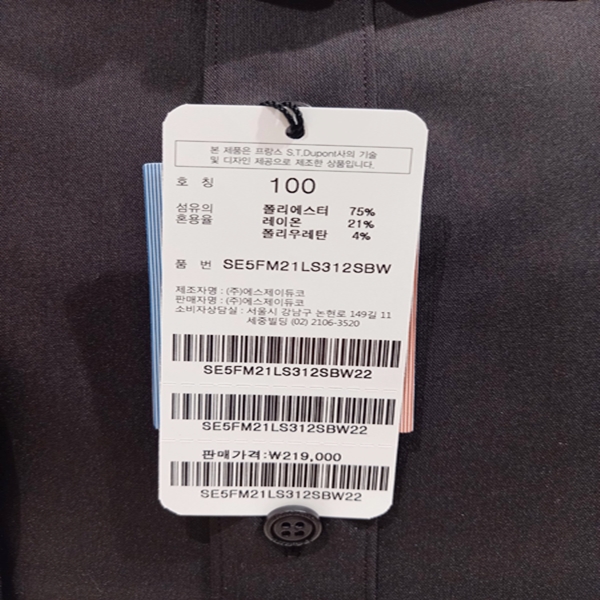 본 제품은 프랑스 S.T.Dupont사의 기술
및 디자인 제공으로 제조한 상품입니다.
호 칭 100
섬유의 폴리에스터 75%
혼용율 레이온 21%
폴리우레탄 4%
품 번 SE5FM21LS312SBW
제조자명 : (주)에스제이듀코
판매자명 : (주)에스제이듀코
소비자상담실 : 서울시 강남구 논현로 149길 11
세중빌딩 (02) 2106-3520
SE5FM21LS312SBW22
SE5FM21LS312SBW22
판매가격:₩219,000
SE5FM21LS312SBW22